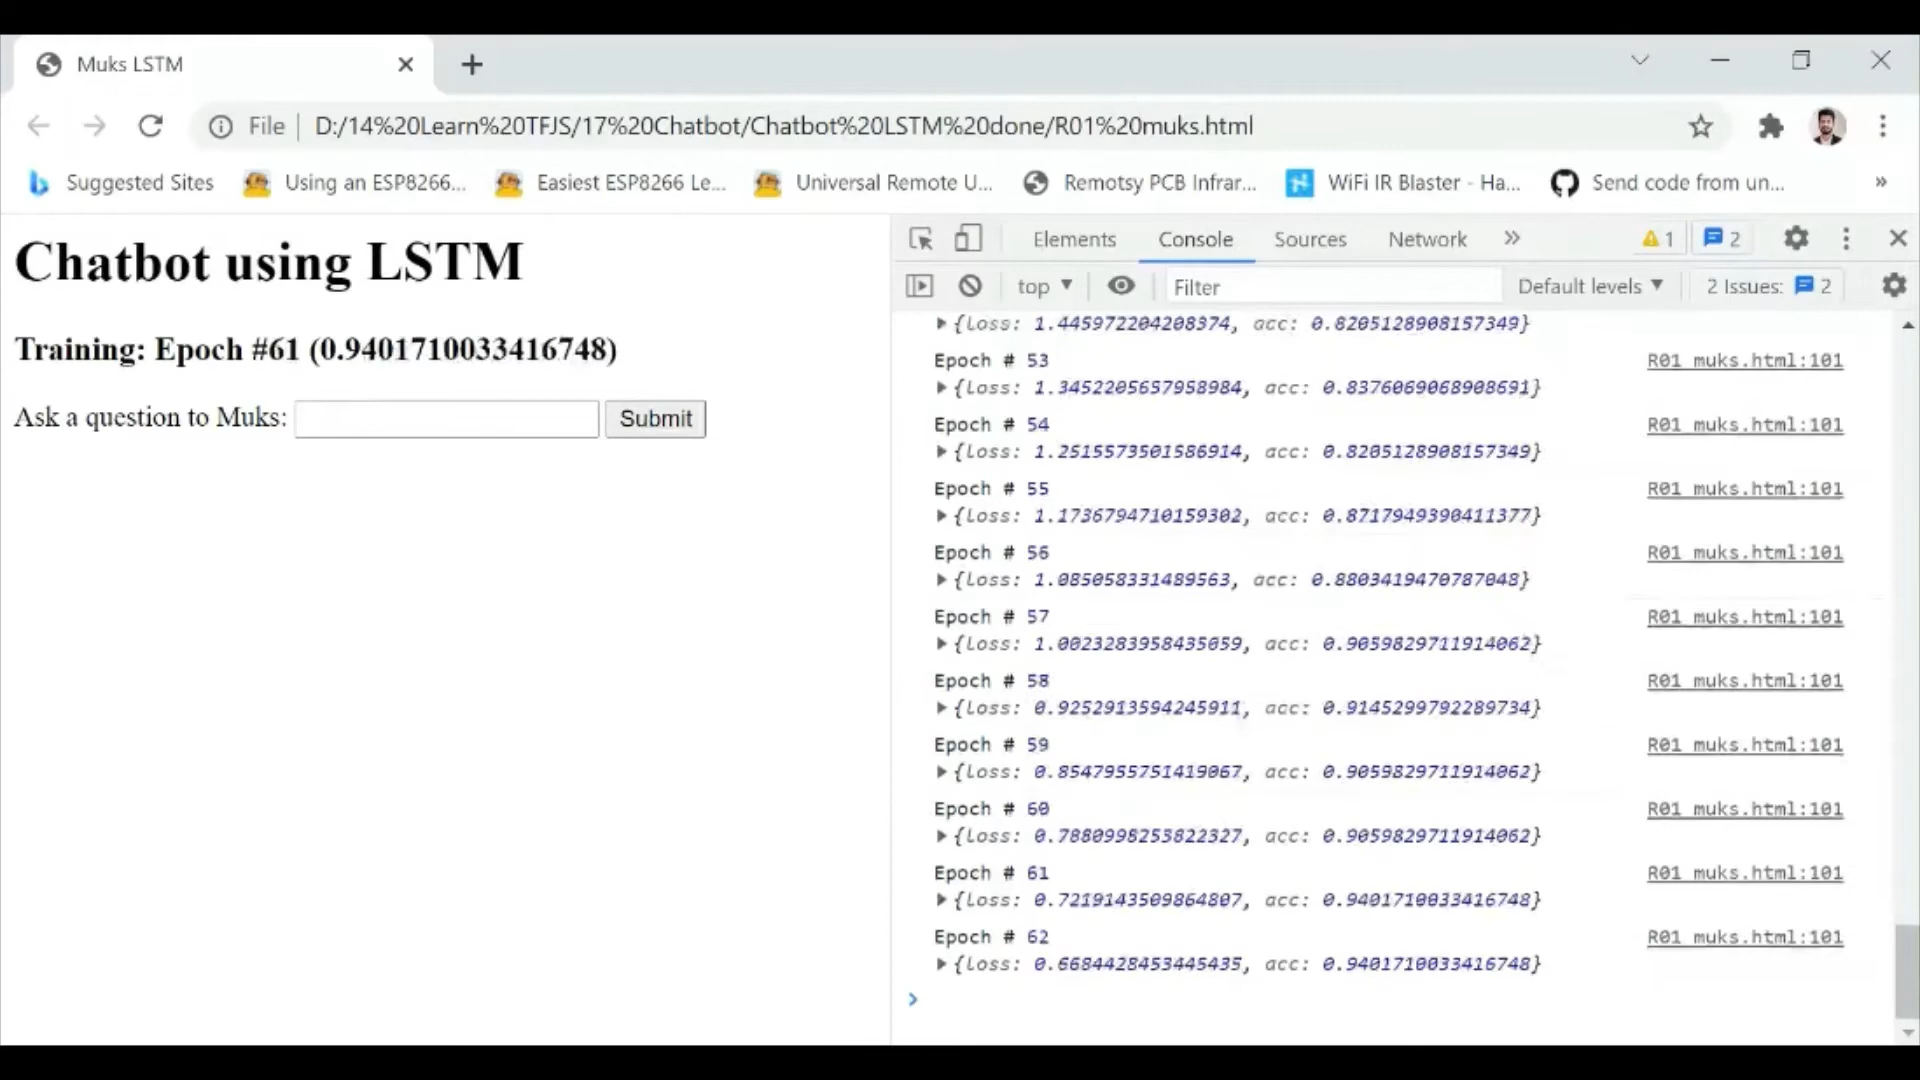 Muks LSTM
File D:/14%20Learn%20TFJS/17%20Chatbot/Chatbot%20LSTM%20done/R01%20muks.html
Suggested Sites Using an ESP8266... Easiest ESP8266 Le... Universal Remote U... Remotsy PCB Infrar... WiFi IR Blaster - Ha... Send code from un... »
Chatbot using LSTM
Training: Epoch #61 (0.9401710033416748)
Ask a question to Muks: Submit
Elements Console Sources Network » 1 2
top Filter Default levels 2 Issues: 2
{loss: 1.445972204208374, acc: 0.8205128908157349}
Epoch # 53 R01 muks.html:101
{loss: 1.3452205657958984, acc: 0.8376069068908691}
Epoch # 54 R01 muks.html:101
{loss: 1.2515573501586914, acc: 0.8205128908157349}
Epoch # 55 R01 muks.html:101
{loss: 1.1736794710159302, acc: 0.8717949390411377}
Epoch # 56 R01 muks.html:101
{loss: 1.085058331489563, acc: 0.8803419470787048}
Epoch # 57 R01 muks.html:101
{loss: 1.0023283958435059, acc: 0.9059829711914062}
Epoch # 58 R01 muks.html:101
{loss: 0.9252913594245911, acc: 0.9145299792289734}
Epoch # 59 R01 muks.html:101
{loss: 0.8547955751419067, acc: 0.9059829711914062}
Epoch # 60 R01 muks.html:101
{loss: 0.7880998253822327, acc: 0.9059829711914062}
Epoch # 61 R01 muks.html:101
{loss: 0.7219143509864807, acc: 0.9401710033416748}
Epoch # 62 R01 muks.html:101
{loss: 0.6684428453445435, acc: 0.9401710033416748}